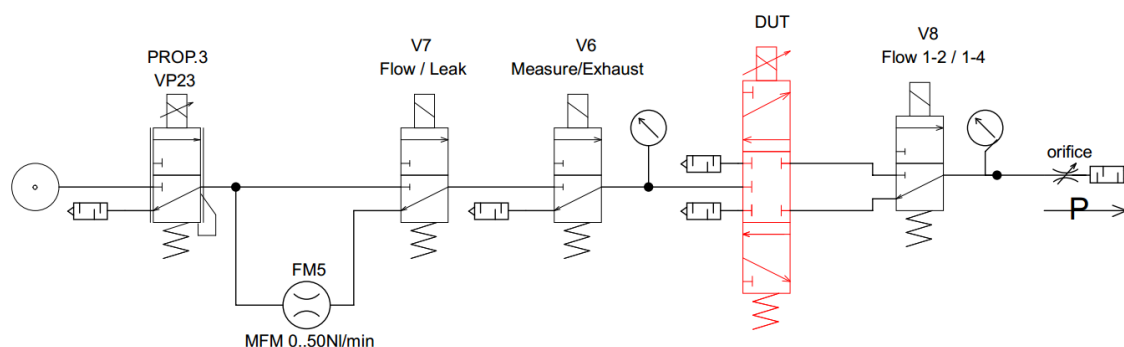 PROP.3
VP23
V7
Flow / Leak
V6
Measure/Exhaust
DUT
V8
Flow 1-2 / 1-4
orifice
P
FM5
MFM 0..50Nl/min